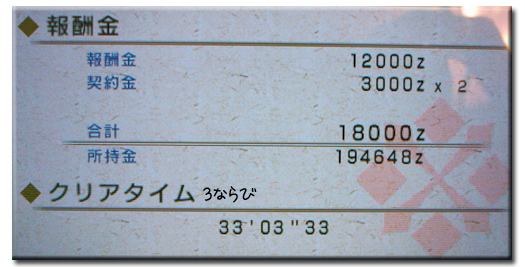 ◆ 報酬金
報酬金 12000z
契約金 3000z x 2
合計 18000z
所持金 194648z
◆ クリアタイム 3ならび
33'03"33